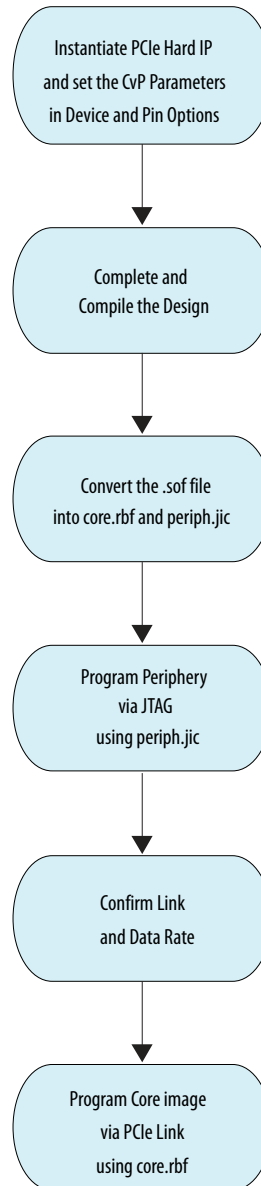 Instantiate PCIe Hard IP
and set the CvP Parameters
in Device and Pin Options
Complete and
Compile the Design
Convert the .sof file
into core.rbf and periph.jic
Program Periphery
via JTAG
using periph.jic
Confirm Link
and Data Rate
Program Core image
via PCIe Link
using core.rbf